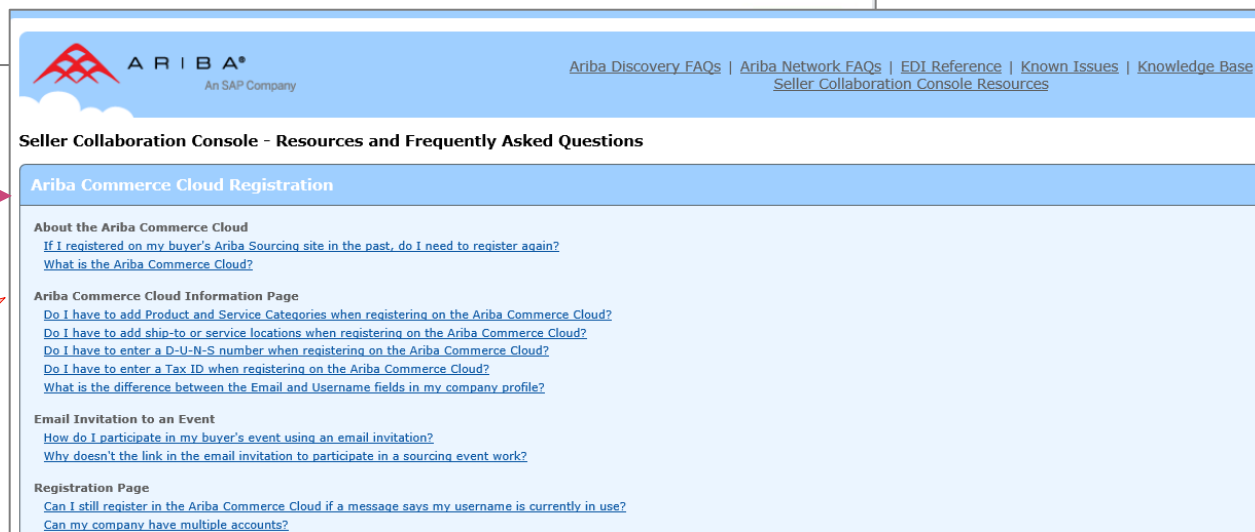 ARIBA®
An SAP Company
Ariba Discovery FAQs | Ariba Network FAQs | EDI Reference | Known Issues | Knowledge Base
Seller Collaboration Console Resources
Seller Collaboration Console - Resources and Frequently Asked Questions
Ariba Commerce Cloud Registration
About the Ariba Commerce Cloud
If I registered on my buyer's Ariba Sourcing site in the past, do I need to register again?
What is the Ariba Commerce Cloud?
Ariba Commerce Cloud Information Page
Do I have to add Product and Service Categories when registering on the Ariba Commerce Cloud?
Do I have to add ship-to or service locations when registering on the Ariba Commerce Cloud?
Do I have to enter a D-U-N-S number when registering on the Ariba Commerce Cloud?
Do I have to enter a Tax ID when registering on the Ariba Commerce Cloud?
What is the difference between the Email and Username fields in my company profile?
Email Invitation to an Event
How do I participate in my buyer's event using an email invitation?
Why doesn't the link in the email invitation to participate in a sourcing event work?
Registration Page
Can I still register in the Ariba Commerce Cloud if a message says my username is currently in use?
Can my company have multiple accounts?